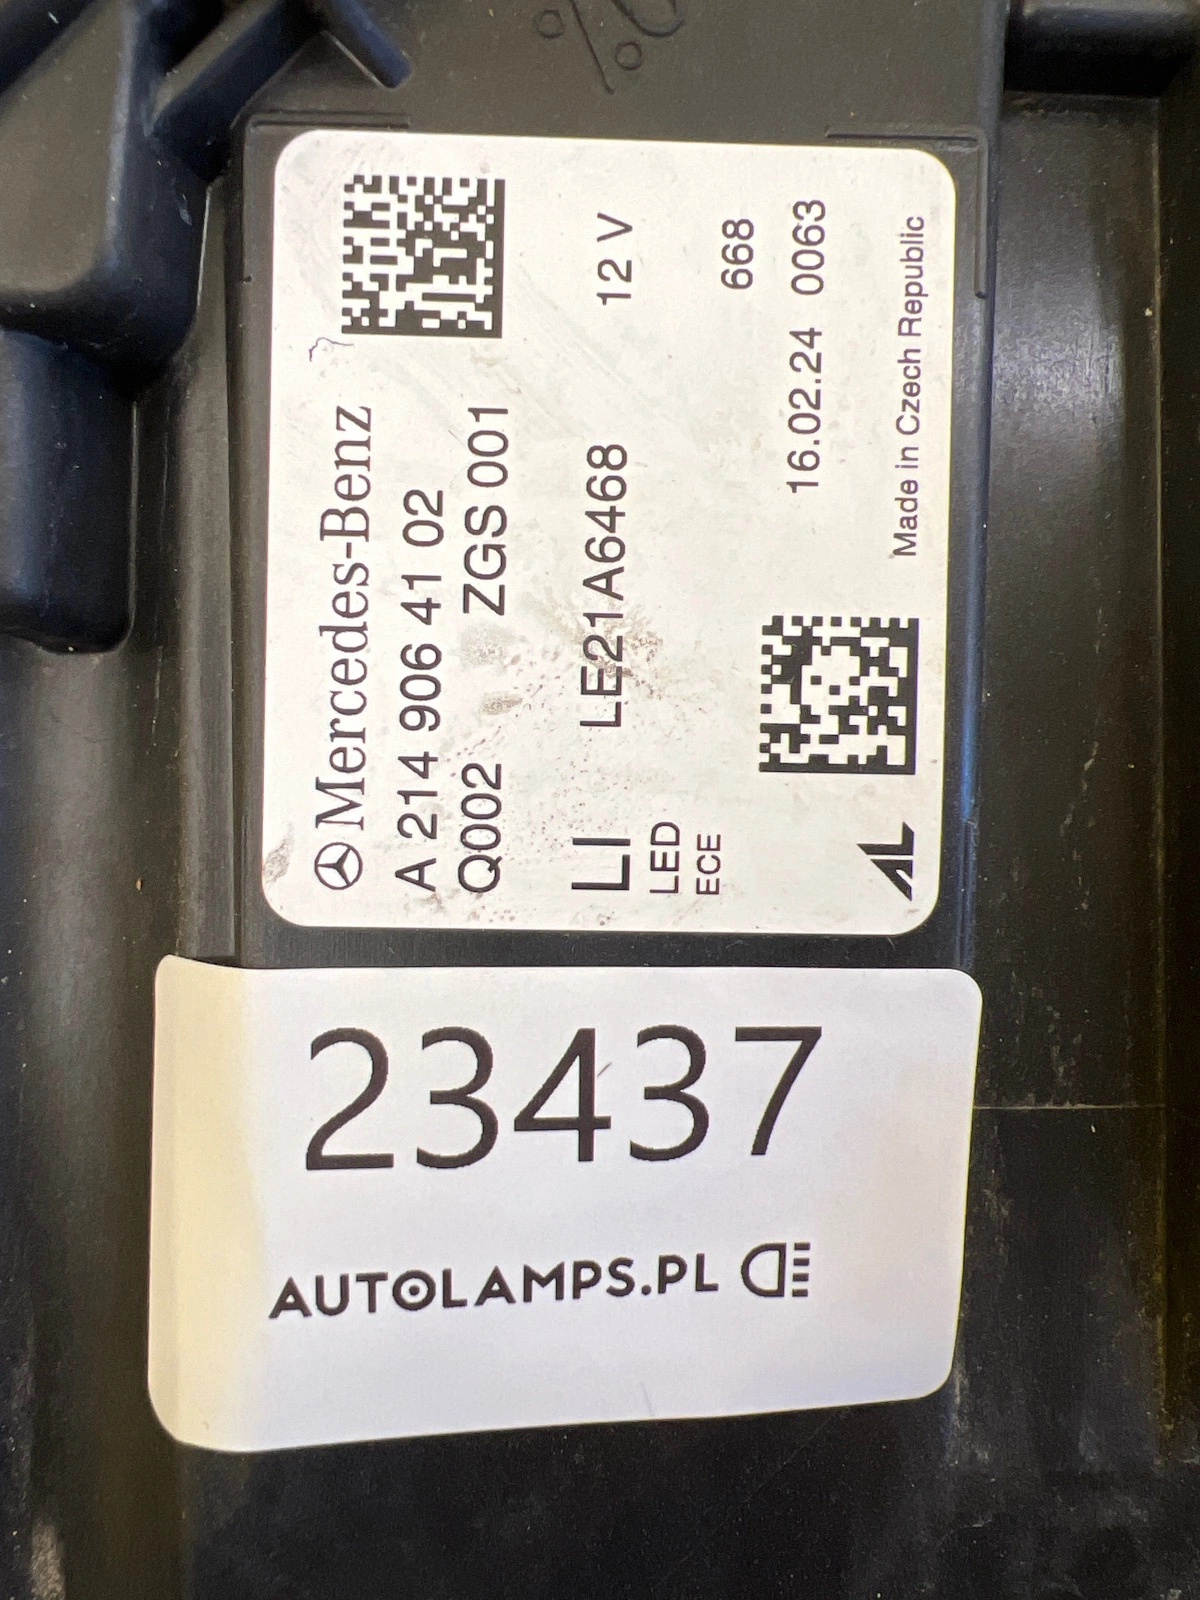 Mercedes-Benz
A 214 906 41 02
Q002 ZGS 001
LI LE21A6468 12 V
LED
ECE 668
16.02.24 0063
AL Made in Czech Republic
23437
AUTOLAMPS.PL